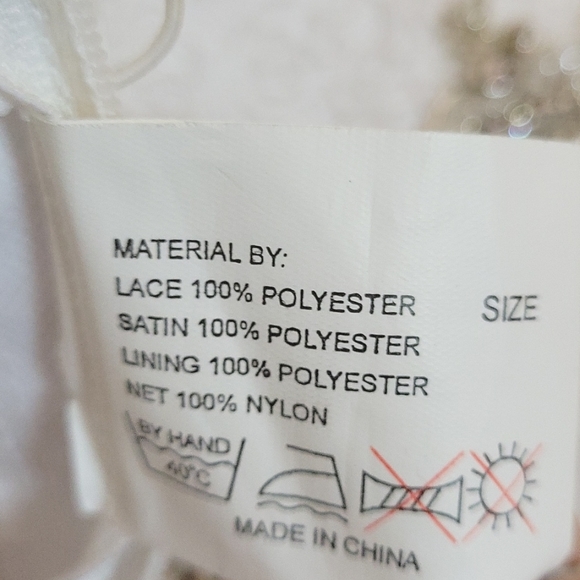 MATERIAL BY:
LACE 100% POLYESTER
SIZE
SATIN 100% POLYESTER
LINING 100% POLYESTER
NET 100% NYLON
BY HAND
40°C
MADE IN CHINA